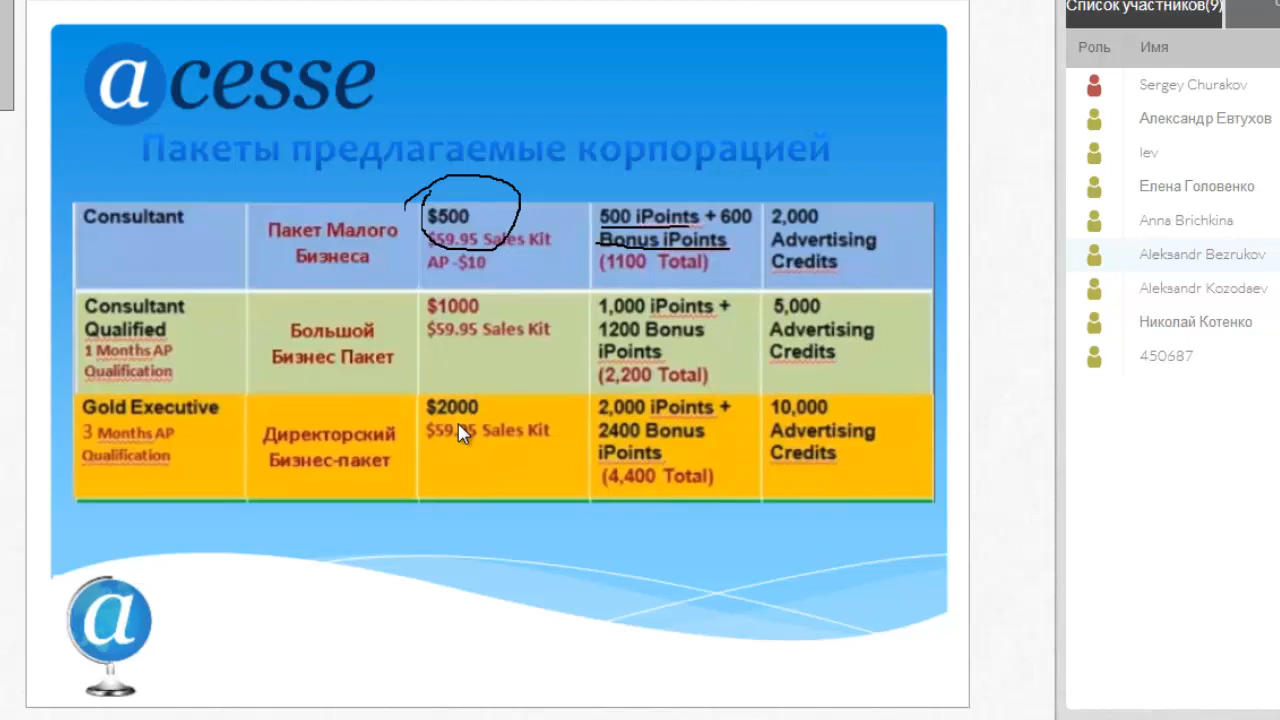 acesse
Пакеты предлагаемые корпорацией
Consultant
Пакет Малого
Бизнеса
$500
$59.95 Sales Kit
AP -$10
500 iPoints + 600
Bonus iPoints
(1100 Total)
2,000
Advertising
Credits
Consultant
Qualified
1 Months AP
Qualification
Большой
Бизнес Пакет
$1000
$59.95 Sales Kit
1,000 iPoints +
1200 Bonus
iPoints
(2,200 Total)
5,000
Advertising
Credits
Gold Executive
3 Months AP
Qualification
Директорский
Бизнес-пакет
$2000
$59.95 Sales Kit
2,000 iPoints +
2400 Bonus
iPoints
(4,400 Total)
10,000
Advertising
Credits
a
Список участников(9)
Роль Имя
Sergey Churakov
Александр Евтухов
lev
Елена Головенко
Anna Brichkina
Aleksandr Bezrukov
Aleksandr Kozodaev
Николай Котенко
450687